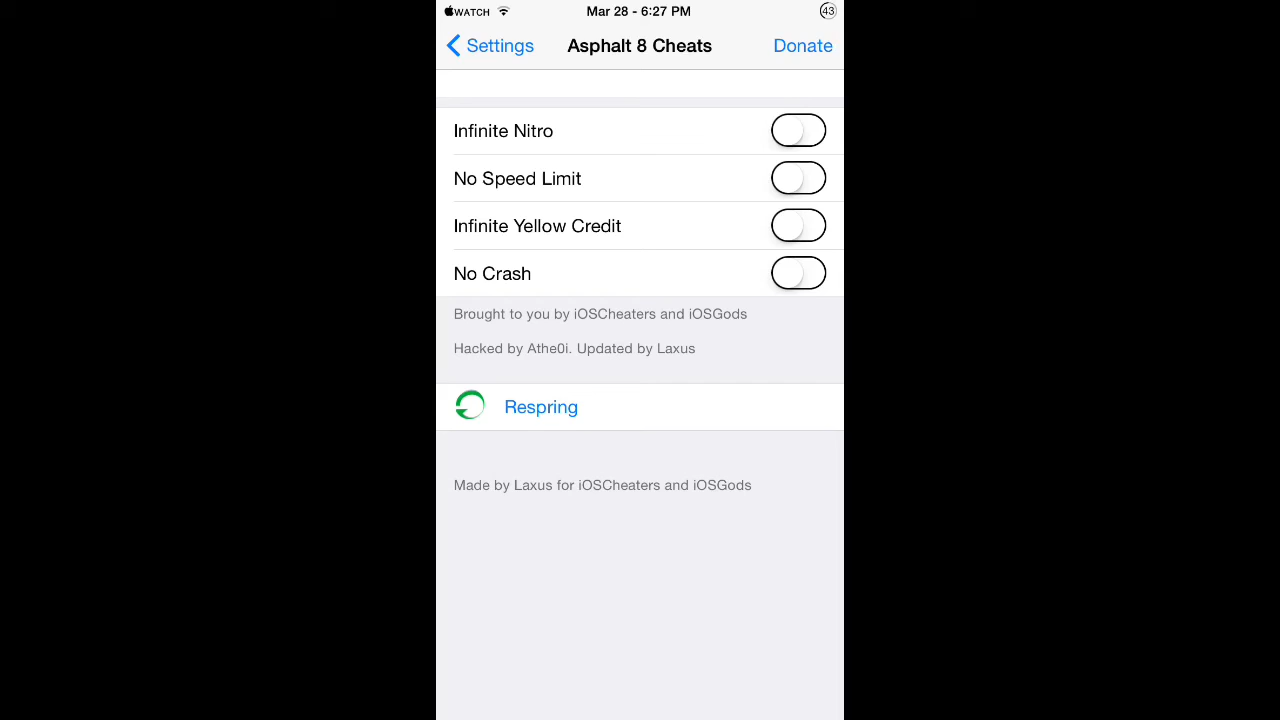 WATCH Mar 28 - 6:27 PM 43
Settings Asphalt 8 Cheats Donate
Infinite Nitro
No Speed Limit
Infinite Yellow Credit
No Crash
Brought to you by iOSCheaters and iOSGods
Hacked by Athe0i. Updated by Laxus
Respring
Made by Laxus for iOSCheaters and iOSGods